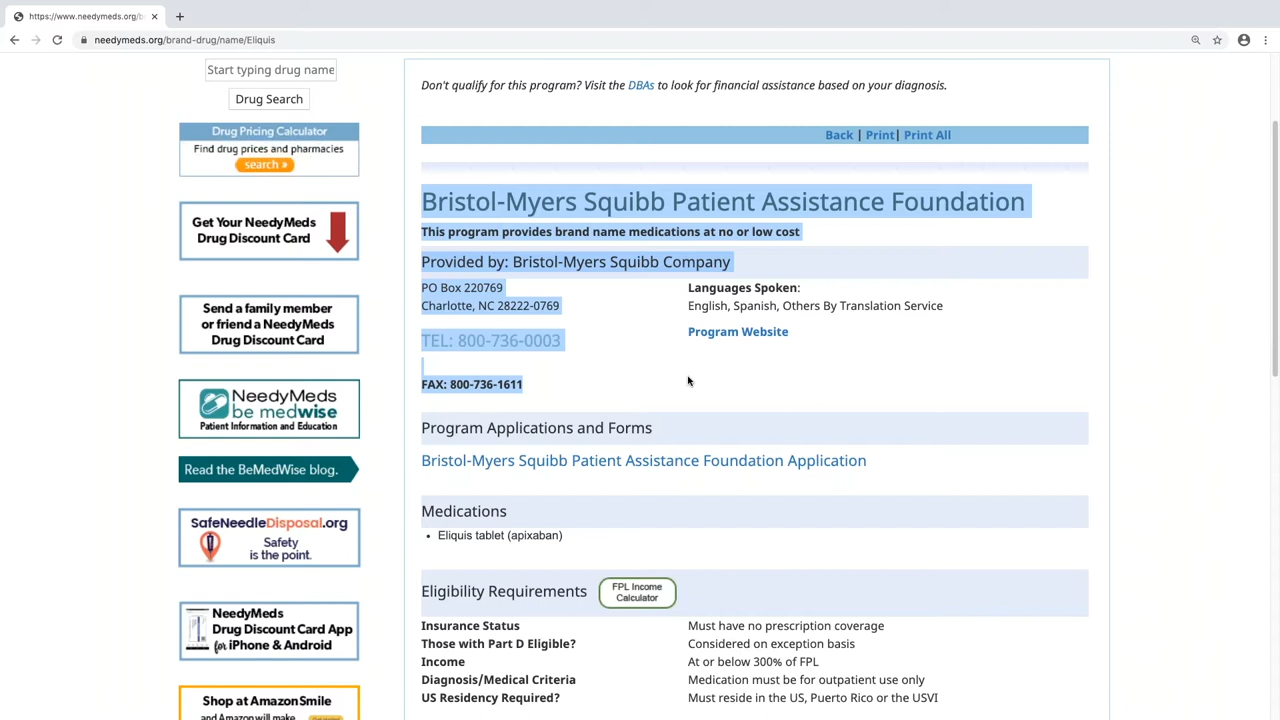 https://www.needymeds.org/b
needymeds.org/brand-drug/name/Eliquis
Start typing drug name
Drug Search
Drug Pricing Calculator
Find drug prices and pharmacies
search »
Get Your NeedyMeds
Drug Discount Card
Send a family member
or friend a NeedyMeds
Drug Discount Card
NeedyMeds
be medwise
Patient Information and Education
Read the BeMedWise blog.
SafeNeedleDisposal.org
Safety
is the point.
NeedyMeds
Drug Discount Card App
for iPhone & Android
Shop at AmazonSmile
and Amazon will make
Don't qualify for this program? Visit the DBAs to look for financial assistance based on your diagnosis.
Back | Print| Print All
Bristol-Myers Squibb Patient Assistance Foundation
This program provides brand name medications at no or low cost
Provided by: Bristol-Myers Squibb Company
PO Box 220769
Charlotte, NC 28222-0769
TEL: 800-736-0003
FAX: 800-736-1611
Languages Spoken:
English, Spanish, Others By Translation Service
Program Website
Program Applications and Forms
Bristol-Myers Squibb Patient Assistance Foundation Application
Medications
• Eliquis tablet (apixaban)
Eligibility Requirements
FPL Income
Calculator
Insurance Status Must have no prescription coverage
Those with Part D Eligible? Considered on exception basis
Income At or below 300% of FPL
Diagnosis/Medical Criteria Medication must be for outpatient use only
US Residency Required? Must reside in the US, Puerto Rico or the USVI